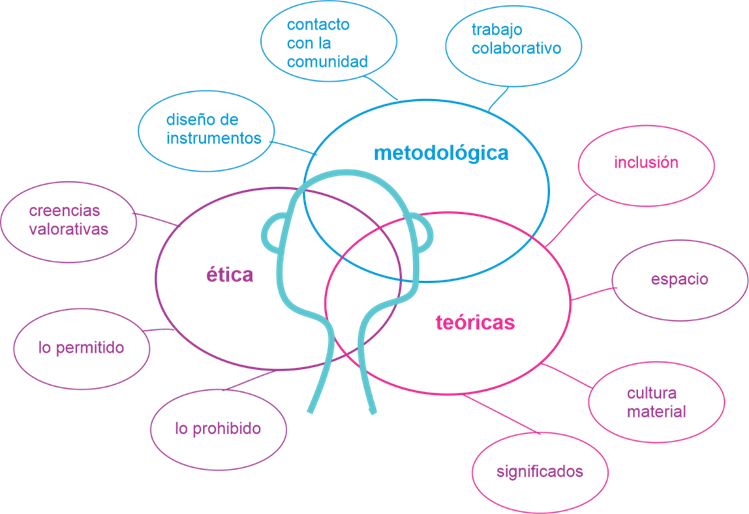 contacto
con la
comunidad
trabajo
colaborativo
diseño de
instrumentos
metodológica
inclusión
creencias
valorativas
ética
espacio
teóricas
lo permitido
cultura
material
lo prohibido
significados